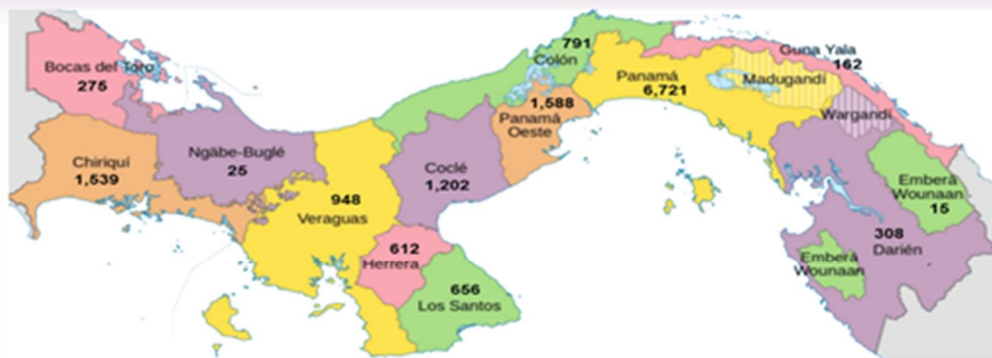 Bocas del Toro
275
Chiriquí
1,539
Ngäbe-Buglé
25
948
Veraguas
612
Herrera
656
Los Santos
Coclé
1,202
791
Colón
1,588
Panamá
Oeste
Panamá
6,721
Guna Yala
162
Madugandí
Wargandí
Emberá
Wounaan
15
308
Darién
Emberá
Wounaan